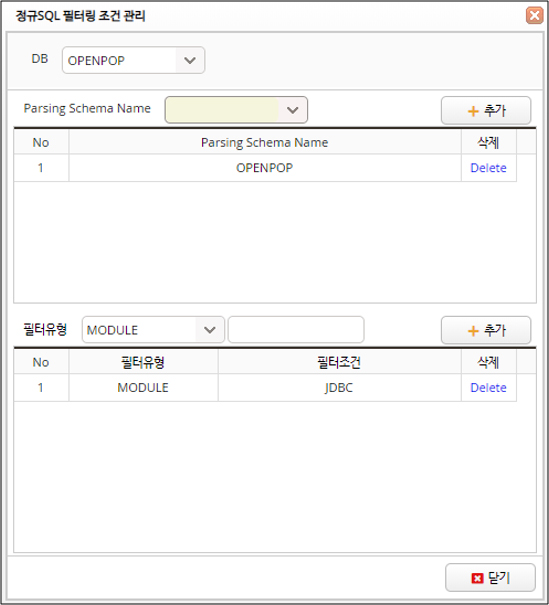 정규SQL 필터링 조건 관리
DB OPENPOP
Parsing Schema Name 추가
No Parsing Schema Name 삭제
1 OPENPOP Delete
필터유형 MODULE 추가
No 필터유형 필터조건 삭제
1 MODULE JDBC Delete
닫기